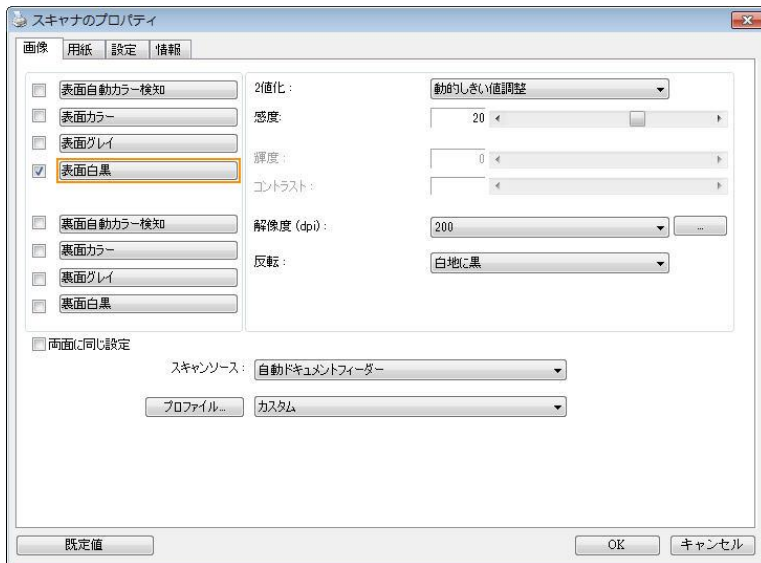 スキャナのプロパティ
画像 用紙 設定 情報
表面自動カラー検知
表面カラー
表面グレイ
表面白黒
裏面自動カラー検知
裏面カラー
裏面グレイ
裏面白黒
2値化：
動的しきい値調整
感度:
20
輝度：
0
コントラスト：
解像度 (dpi)：
200
...
反転：
白地に黒
両面に同じ設定
スキャンソース：
自動ドキュメントフィーダー
プロファイル...
カスタム
既定値
OK
キャンセル